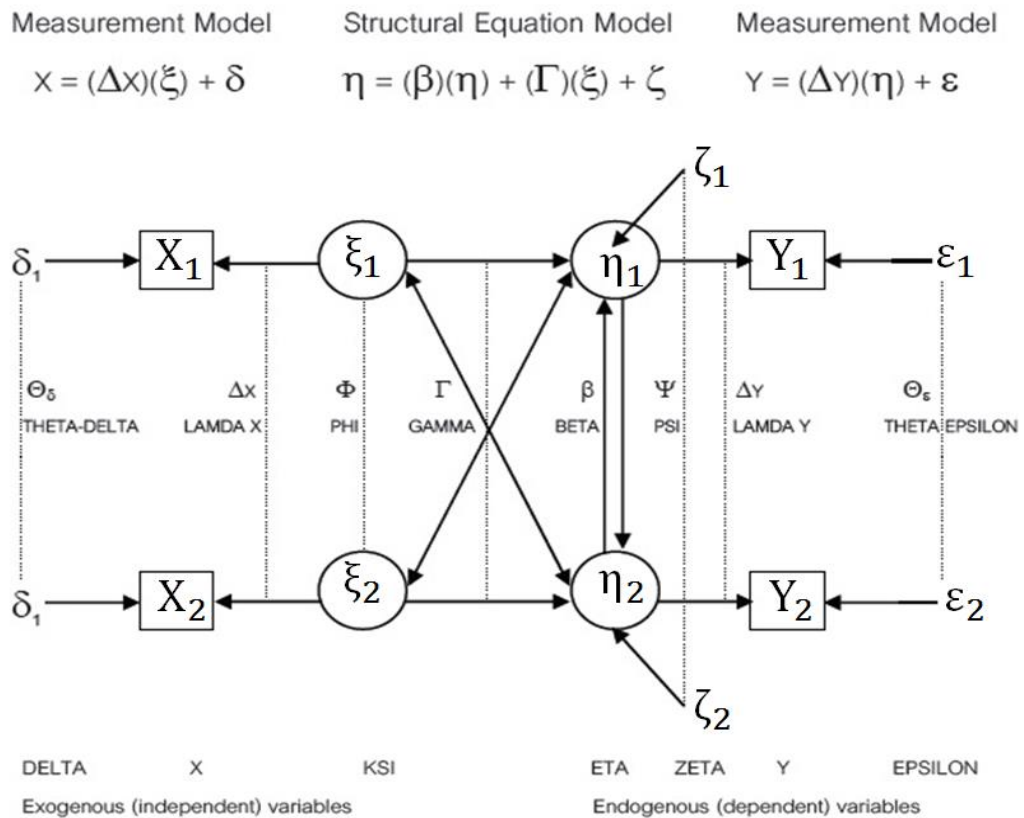 Measurement Model Structural Equation Model Measurement Model
X = (ΔX)(ξ) + δ η = (β)(η) + (Γ)(ξ) + ζ Y = (ΔY)(η) + ε
ζ₁
δ₁ X₁ ξ₁ η₁ Y₁ ε₁
Θδ ΔX Φ Γ β Ψ ΔY Θε
THETA-DELTA LAMDA X PHI GAMMA BETA PSI LAMDA Y THETA EPSILON
δ₁ X₂ ξ₂ η₂ Y₂ ε₂
ζ₂
DELTA X KSI ETA ZETA Y EPSILON
Exogenous (independent) variables Endogenous (dependent) variables